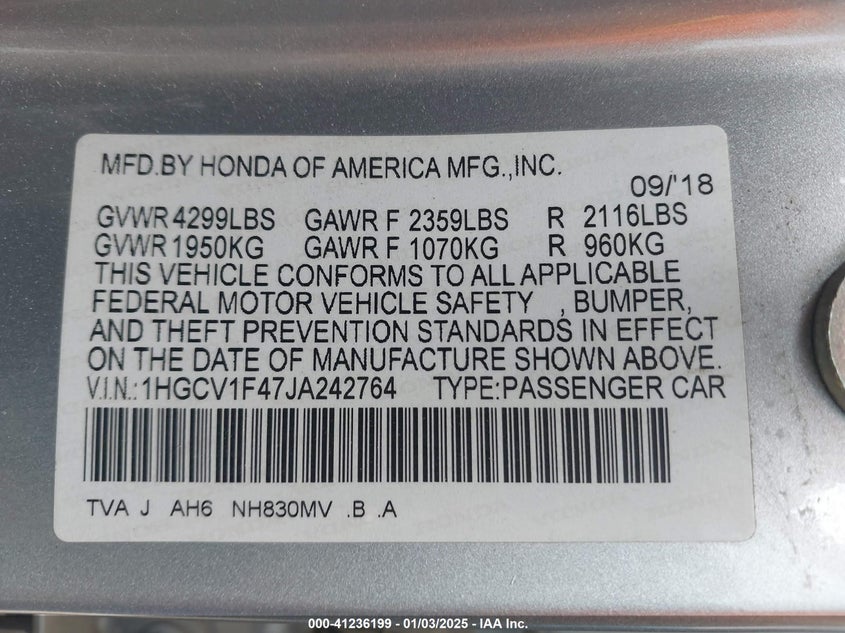 MFD.BY HONDA OF AMERICA MFG.,INC.
09/'18
GVWR 4299LBS GAWR F 2359LBS R 2116LBS
GVWR 1950KG GAWR F 1070KG R 960KG
THIS VEHICLE CONFORMS TO ALL APPLICABLE
FEDERAL MOTOR VEHICLE SAFETY , BUMPER,
AND THEFT PREVENTION STANDARDS IN EFFECT
ON THE DATE OF MANUFACTURE SHOWN ABOVE.
V.I.N.:1HGCV1F47JA242764 TYPE:PASSENGER CAR
TVA J AH6 NH830MV .B .A
000-41236199 — 01/03/2025 — IAA Inc.